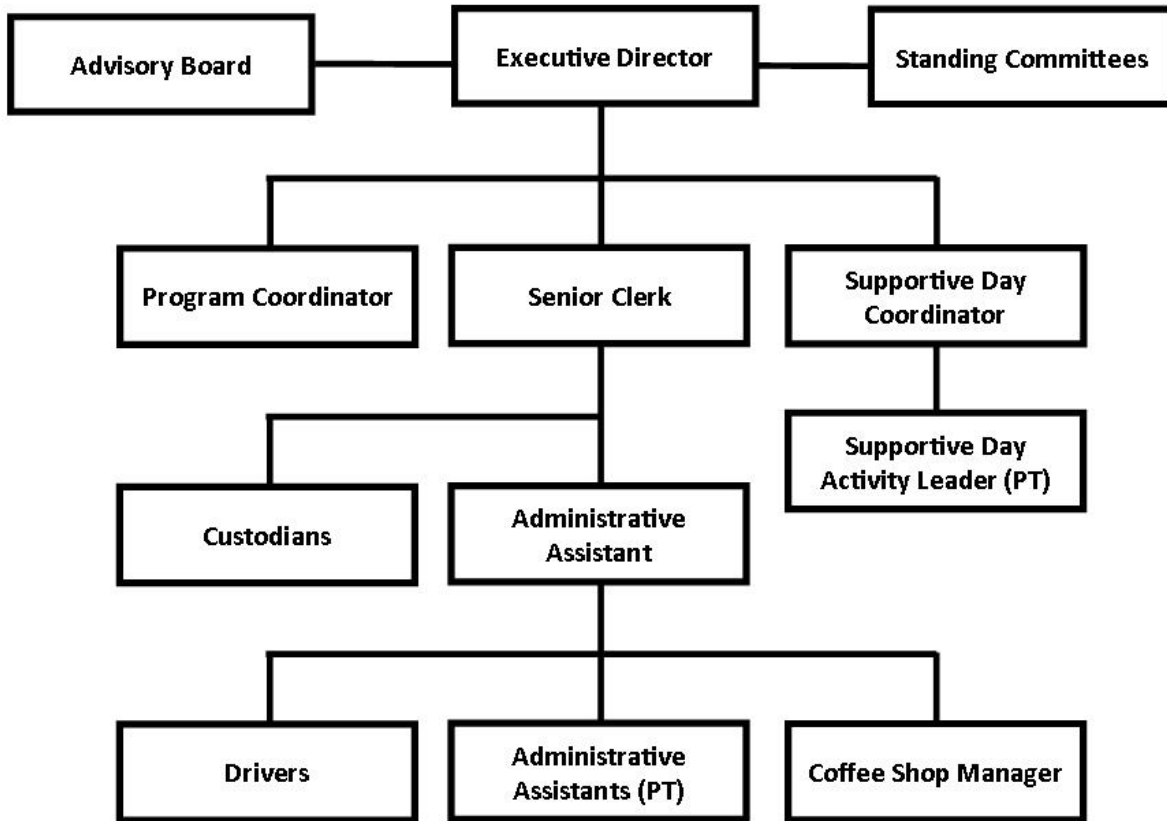 Advisory Board
Executive Director
Standing Committees
Program Coordinator
Senior Clerk
Supportive Day
Coordinator
Supportive Day
Activity Leader (PT)
Custodians
Administrative
Assistant
Drivers
Administrative
Assistants (PT)
Coffee Shop Manager